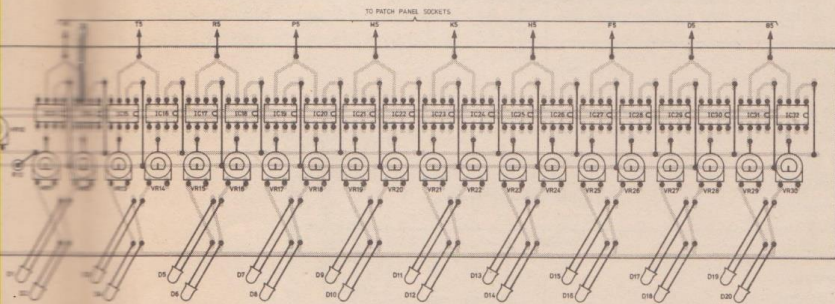 TO PATCH PANEL SOCKETS
T5 R5 P5 M5 K5 H5 F5 D5 B5
IC16 IC17 IC18 IC19 IC21 IC22 IC23 IC24 IC25 IC26 IC27 IC28 IC29 IC30 IC31 IC32
VR14 VR15 VR16 VR17 VR18 VR19 VR20 VR21 VR22 VR23 VR24 VR25 VR26 VR27 VR28 VR29 VR30
D5 D7 D9 D11 D13 D15 D17 D19
D6 D8 D10 D12 D14 D16 D18 D20